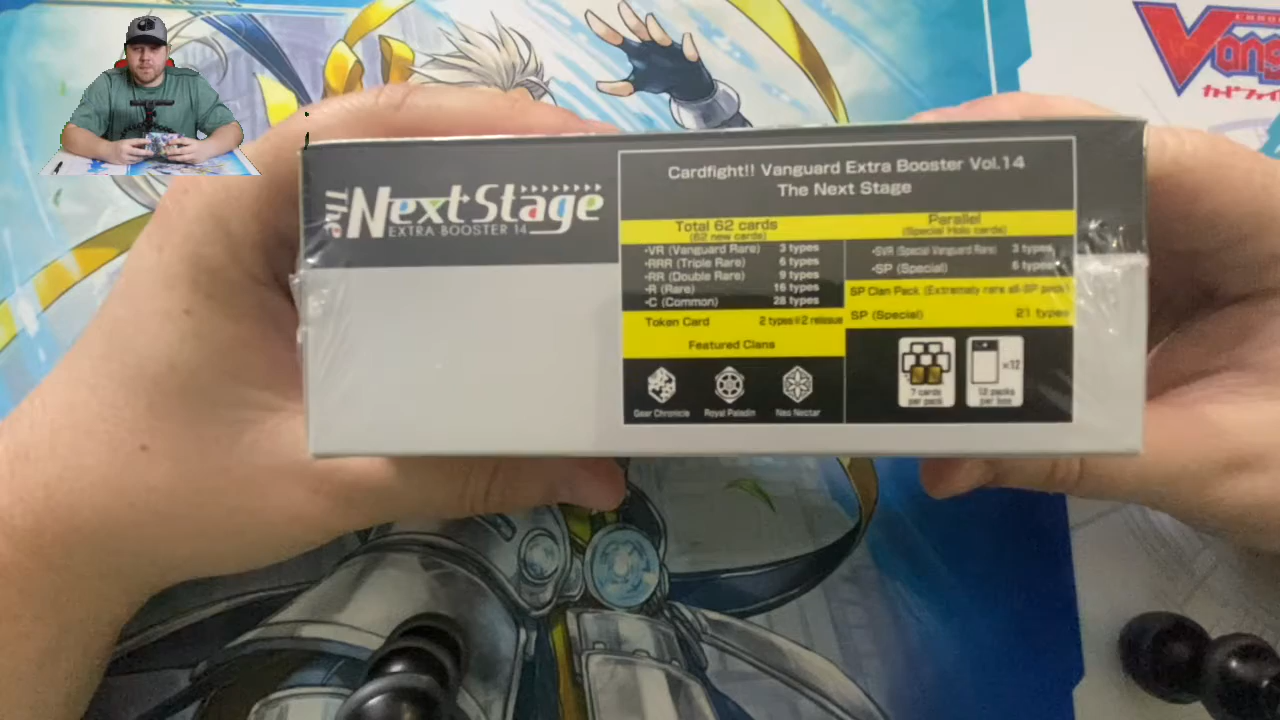 The Next Stage
EXTRA BOOSTER 14
Cardfight!! Vanguard Extra Booster Vol.14
The Next Stage
Total 62 cards
(62 new cards)
・VR (Vanguard Rare) 3 types
・RRR (Triple Rare) 6 types
・RR (Double Rare) 9 types
・R (Rare) 16 types
・C (Common) 28 types
Token Card 2 types※2 reissue
Featured Clans
Gear Chronicle Royal Paladin Neo Nectar
Parallel
(Special Holo cards)
・SVR (Special Vanguard Rare) 3 types
・SP (Special) 6 types
SP Clan Pack (Extremely rare all-SP pack)
SP (Special) 21 types
7 cards
per pack
×12
12 packs
per box
Vang
カードファイ